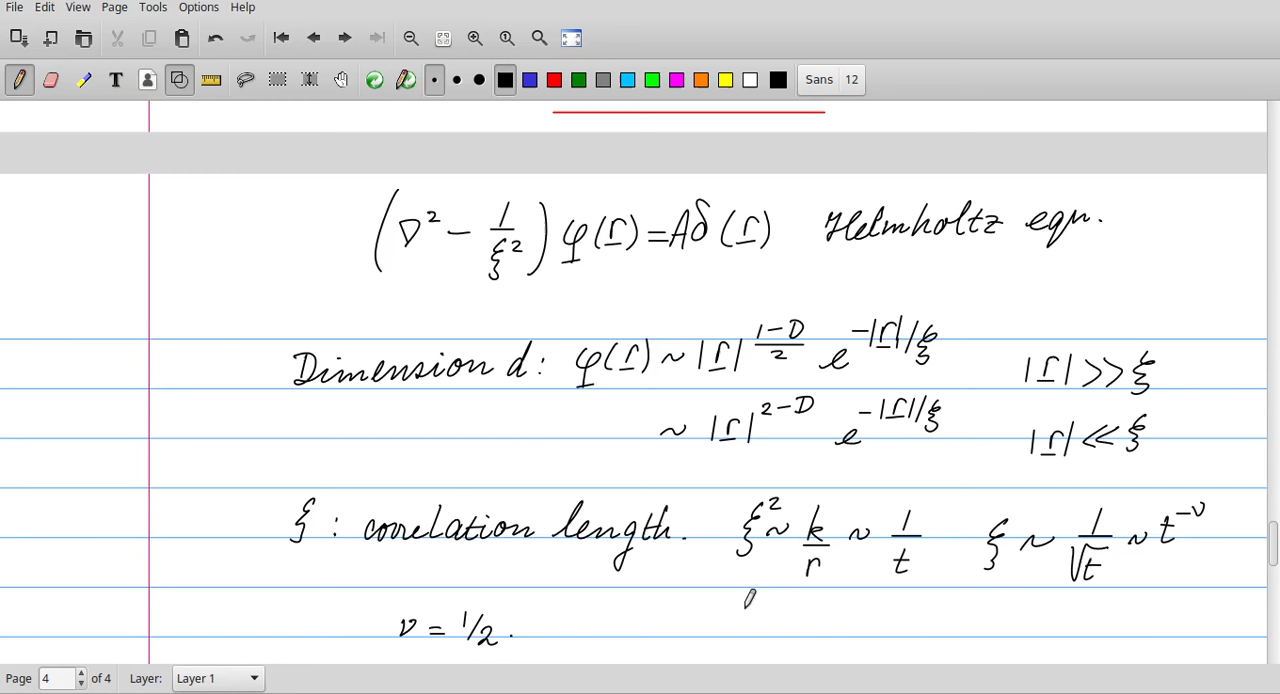 File Edit View Page Tools Options Help
Sans 12
(∇² − 1/ξ²) φ(r) = Aδ(r) Helmholtz eqn.
Dimension d: φ(r) ~ |r|^((1−D)/2) e^(−|r|/ξ) |r| >> ξ
~ |r|^(2−D) e^(−|r|/ξ) |r| << ξ
ξ : correlation length. ξ² ~ k/r ~ 1/t ξ ~ 1/√t ~ t^(−ν)
ν = 1/2.
Page 4 of 4 Layer: Layer 1